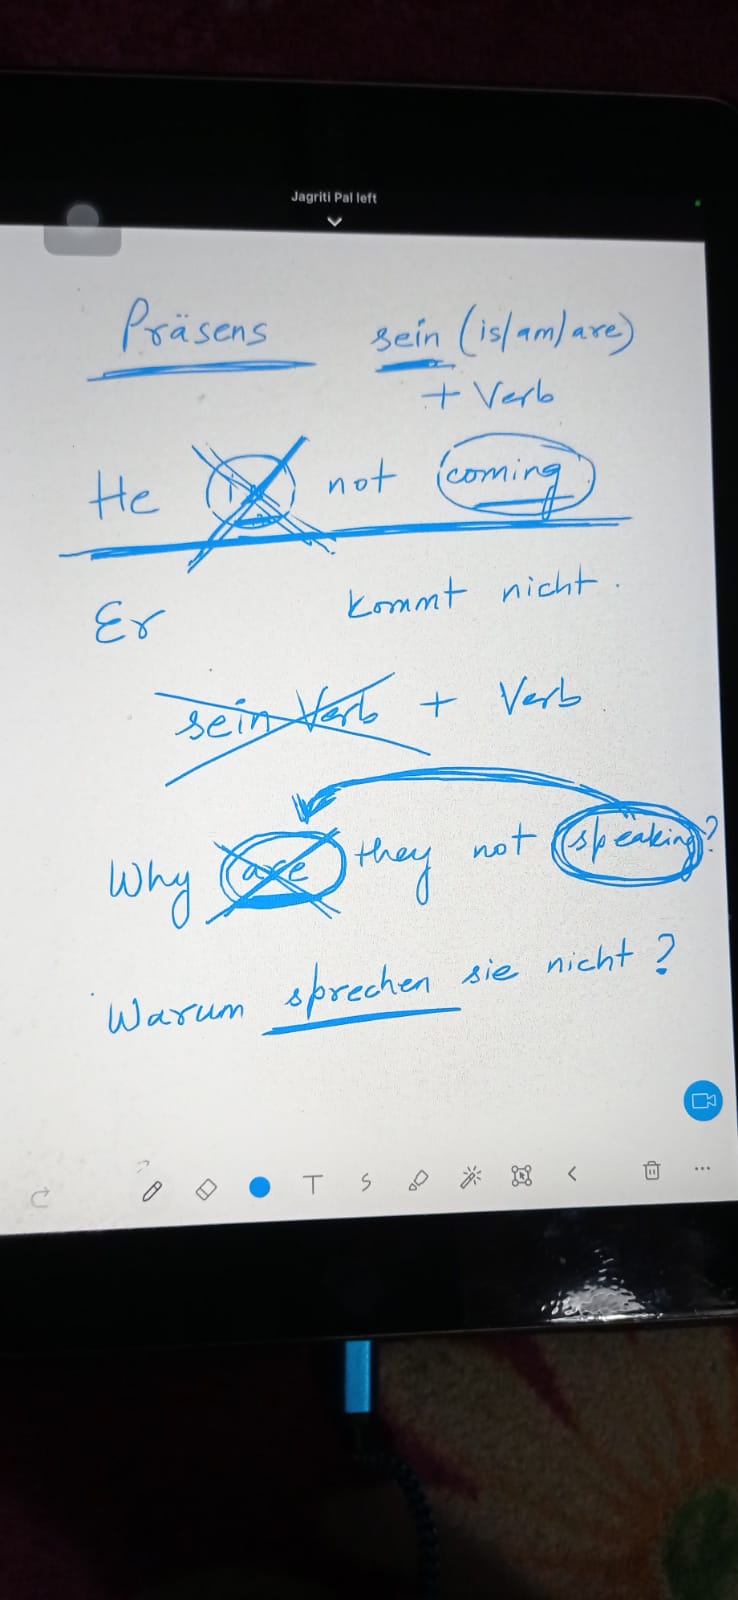 Jagriti Pal left
Präsens sein (is/am/are)
+ Verb
He is not coming
Er kommt nicht.
sein Verb + Verb
Why are they not speaking?
Warum sprechen sie nicht?
T S